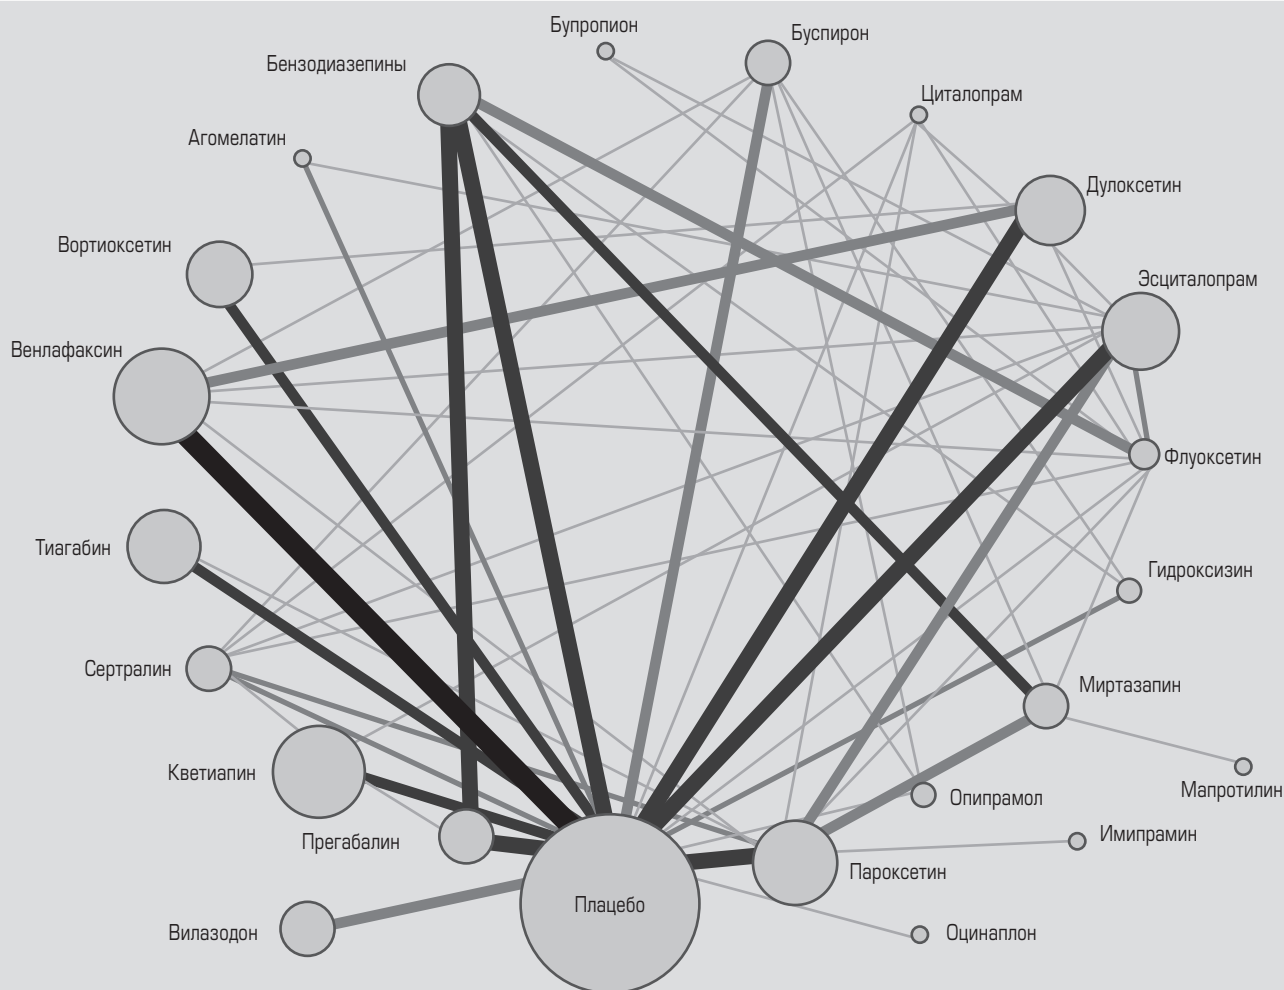 Бупропион
Буспирон
Бензодиазепины
Циталопрам
Агомелатин
Дулоксетин
Вортиоксетин
Эсциталопрам
Венлафаксин
Флуоксетин
Тиагабин
Гидроксизин
Сертралин
Миртазапин
Кветиапин
Мапротилин
Опипрамол
Имипрамин
Прегабалин
Пароксетин
Плацебо
Вилазодон
Оцинаплон